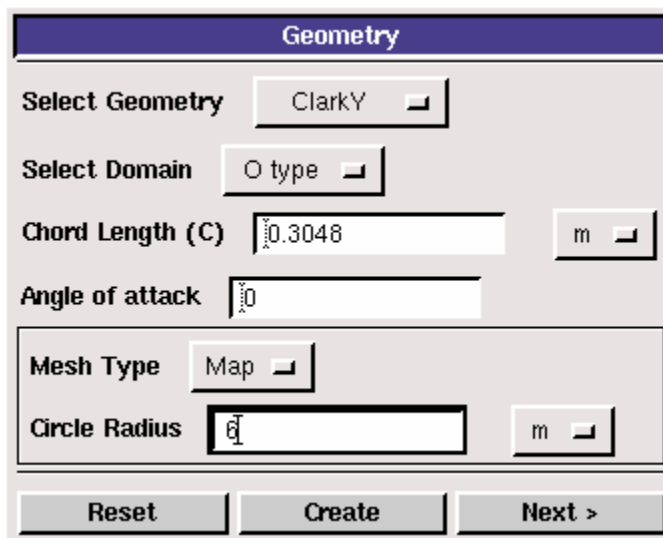 Geometry
Select Geometry ClarkY
Select Domain O type
Chord Length (C) 0.3048 m
Angle of attack 0
Mesh Type Map
Circle Radius 6 m
Reset Create Next >